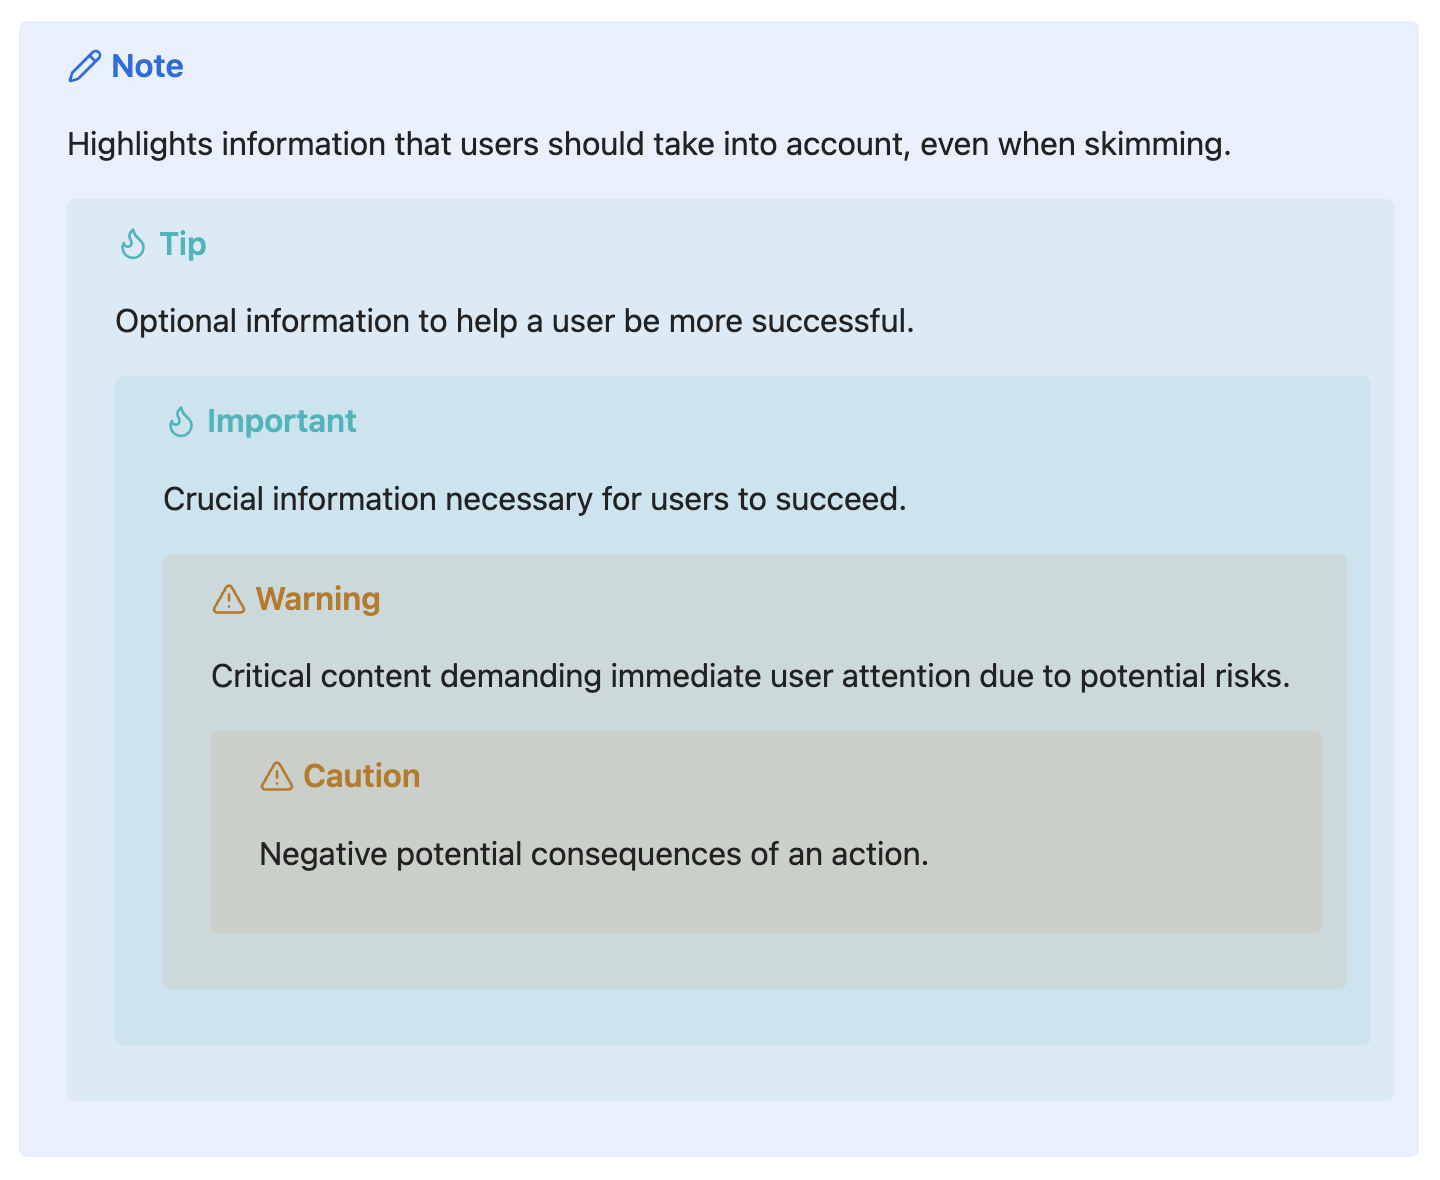 Note
Highlights information that users should take into account, even when skimming.
Tip
Optional information to help a user be more successful.
Important
Crucial information necessary for users to succeed.
Warning
Critical content demanding immediate user attention due to potential risks.
Caution
Negative potential consequences of an action.